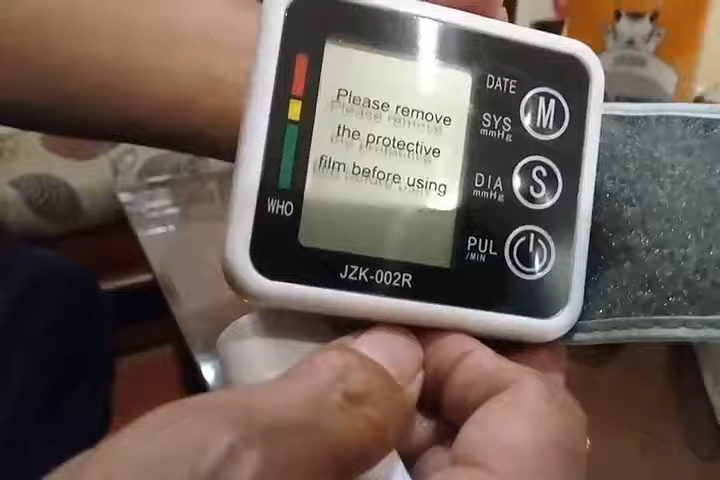 Please remove
the protective
film before using
DATE
M
SYS
mmHg
DIA
mmHg
S
PUL
/MIN
WHO
JZK-002R